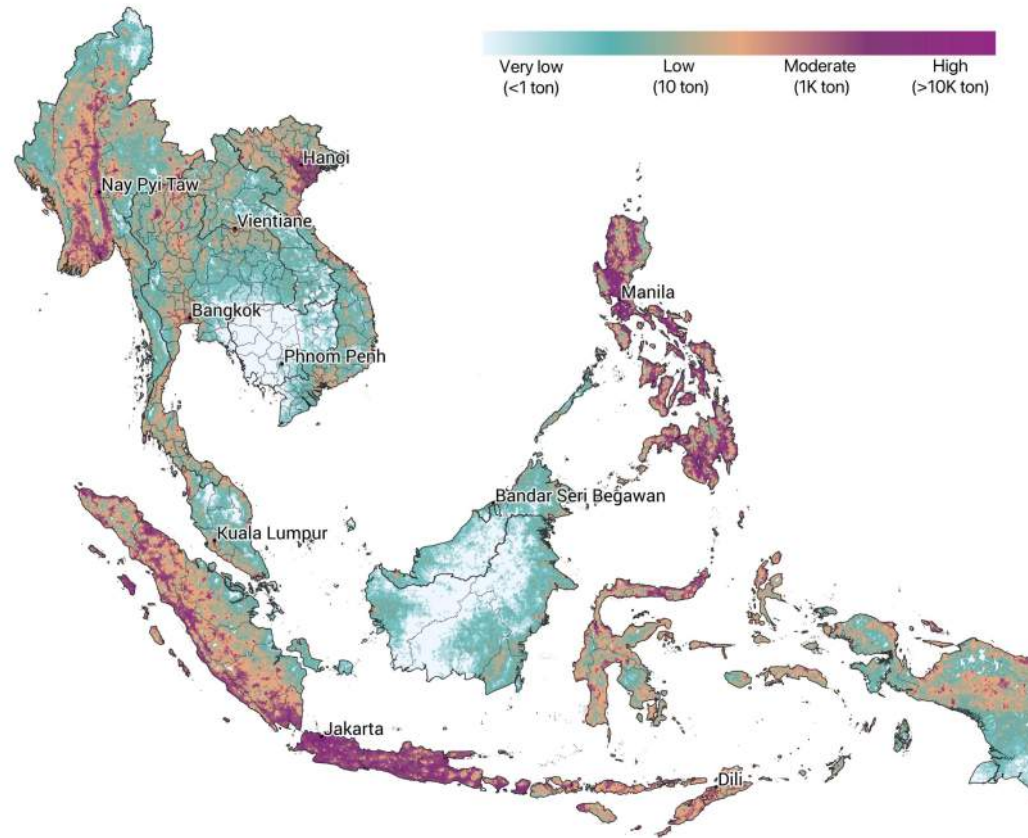 Very low Low Moderate High
(<1 ton) (10 ton) (1K ton) (>10K ton)
Hanoi
Nay Pyi Taw
Vientiane
Manila
Bangkok
Phnom Penh
Bandar Seri Begawan
Kuala Lumpur
Jakarta
Dili